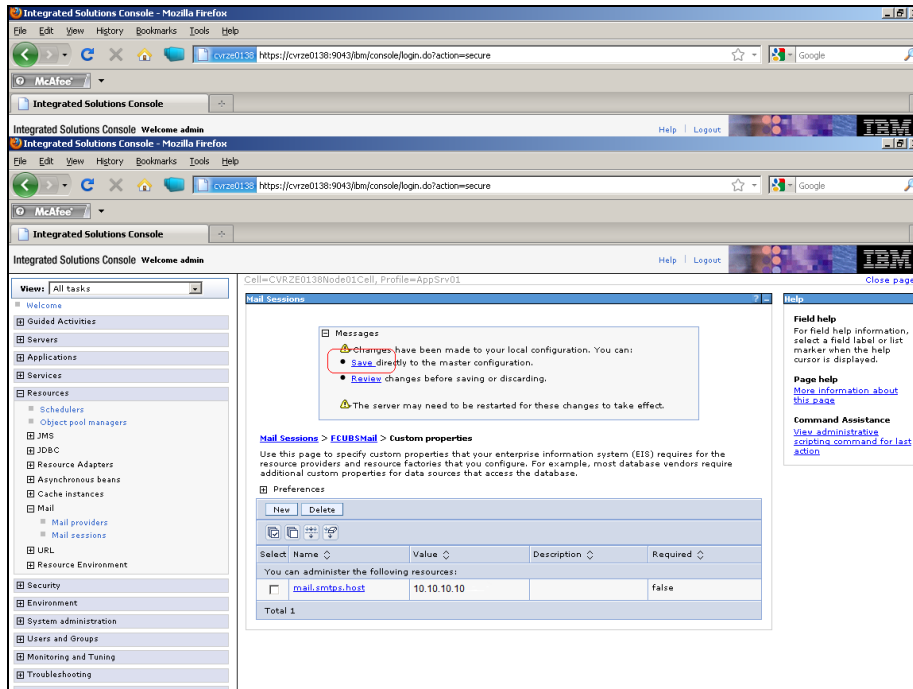 Integrated Solutions Console - Mozilla Firefox
File Edit View History Bookmarks Tools Help
cvrze0138 https://cvrze0138:9043/ibm/console/login.do?action=secure
Google
McAfee
Integrated Solutions Console
Integrated Solutions Console Welcome admin
Help | Logout
IBM
Integrated Solutions Console - Mozilla Firefox
File Edit View History Bookmarks Tools Help
cvrze0138 https://cvrze0138:9043/ibm/console/login.do?action=secure
Google
McAfee
Integrated Solutions Console
Integrated Solutions Console Welcome admin
Help | Logout
IBM
View: All tasks
Welcome
Guided Activities
Servers
Applications
Services
Resources
Schedulers
Object pool managers
JMS
JDBC
Resource Adapters
Asynchronous beans
Cache instances
Mail
Mail providers
Mail sessions
URL
Resource Environment
Security
Environment
System administration
Users and Groups
Monitoring and Tuning
Troubleshooting
Cell=CVRZE0138Node01Cell, Profile=AppSrv01
Close page
Mail Sessions
? -
Messages
Changes have been made to your local configuration. You can:
Save directly to the master configuration.
Review changes before saving or discarding.
The server may need to be restarted for these changes to take effect.
Mail Sessions > FCUBSMail > Custom properties
Use this page to specify custom properties that your enterprise information system (EIS) requires for the
resource providers and resource factories that you configure. For example, most database vendors require
additional custom properties for data sources that access the database.
Preferences
New Delete
Select Name Value Description Required
You can administer the following resources:
mail.smtps.host 10.10.10.10 false
Total 1
Help
Field help
For field help information,
select a field label or list
marker when the help
cursor is displayed.
Page help
More information about
this page
Command Assistance
View administrative
scripting command for last
action